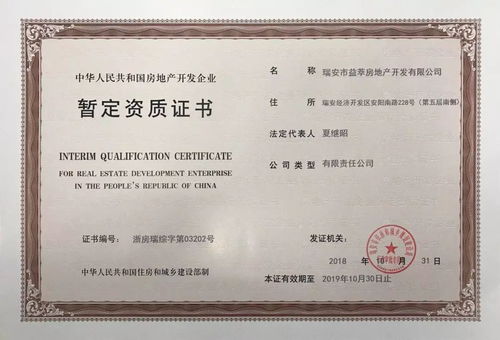 中华人民共和国房地产开发企业
暂定资质证书
INTERIM QUALIFICATION CERTIFICATE
FOR REAL ESTATE DEVELOPMENT ENTERPRISE
IN THE PEOPLE'S REPUBLIC OF CHINA
证书编号: 浙房瑞综字第03202号
中华人民共和国住房和城乡建设部制
名 称 瑞安市益萃房地产开发有限公司
住 所 瑞安经济开发区安阳南路228号(第五层南侧)
法定代表人 夏继昭
公司类型 有限责任公司
发证机关:
2018 年 10 月 31 日
本证有效期至 2019年10月30日止